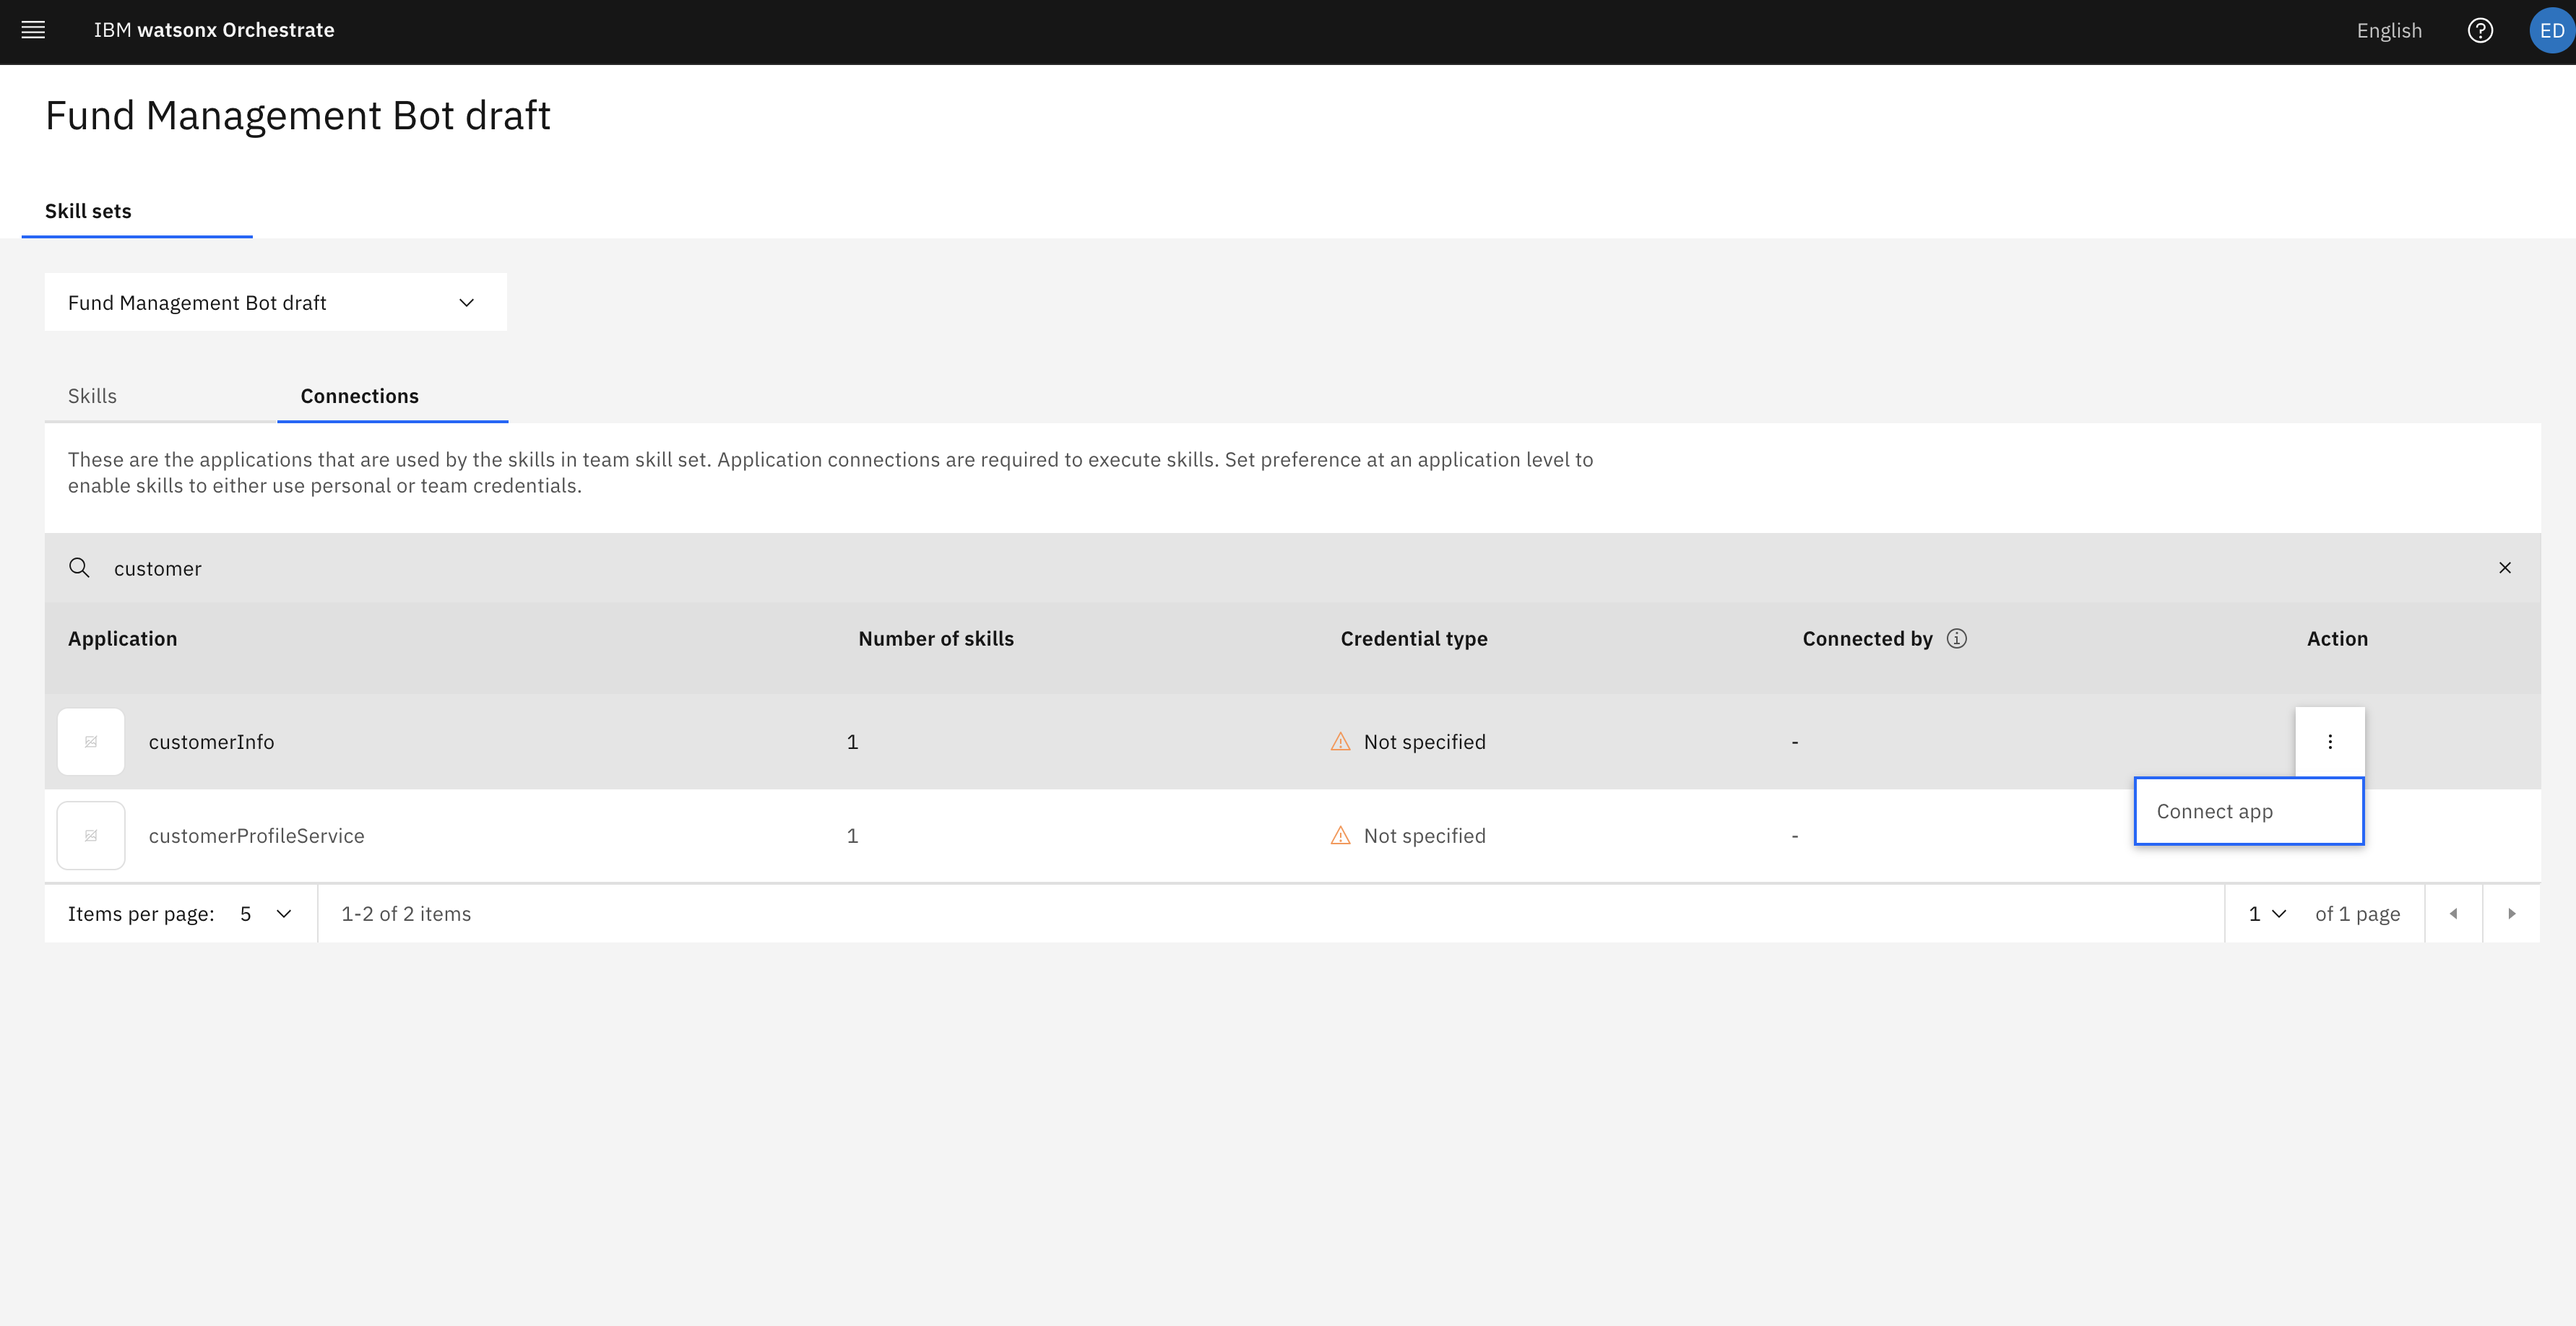 IBM watsonx Orchestrate
English
ED
Fund Management Bot draft
Skill sets
Fund Management Bot draft
Skills
Connections
These are the applications that are used by the skills in team skill set. Application connections are required to execute skills. Set preference at an application level to
enable skills to either use personal or team credentials.
customer
Application Number of skills Credential type Connected by Action
customerInfo 1 Not specified -
Connect app
customerProfileService 1 Not specified -
Items per page: 5 1-2 of 2 items 1 of 1 page